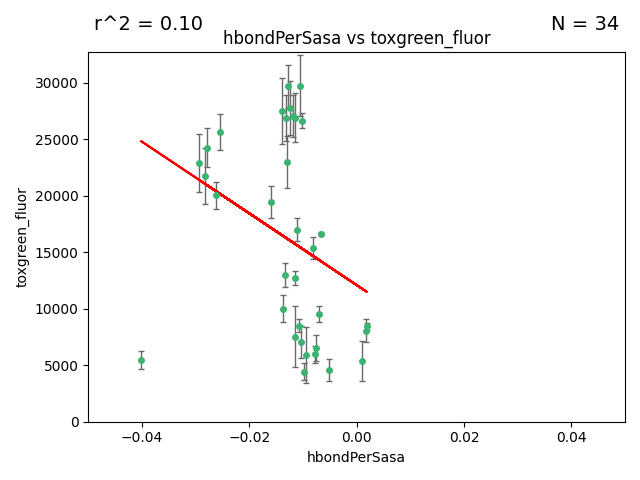 r^2 = 0.10
N = 34
hbondPerSasa vs toxgreen_fluor
30000
25000
20000
15000
10000
5000
0
toxgreen_fluor
−0.04
−0.02
0.00
0.02
0.04
hbondPerSasa